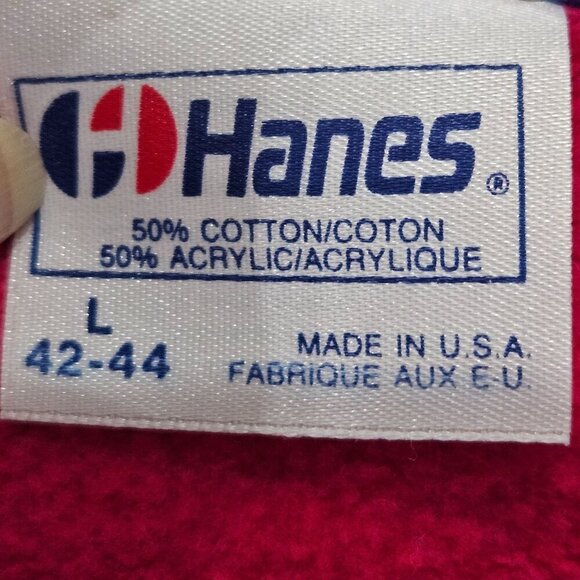 Hanes ®
50% COTTON/COTON
50% ACRYLIC/ACRYLIQUE
L
42-44
MADE IN U.S.A.
FABRIQUE AUX E-U.